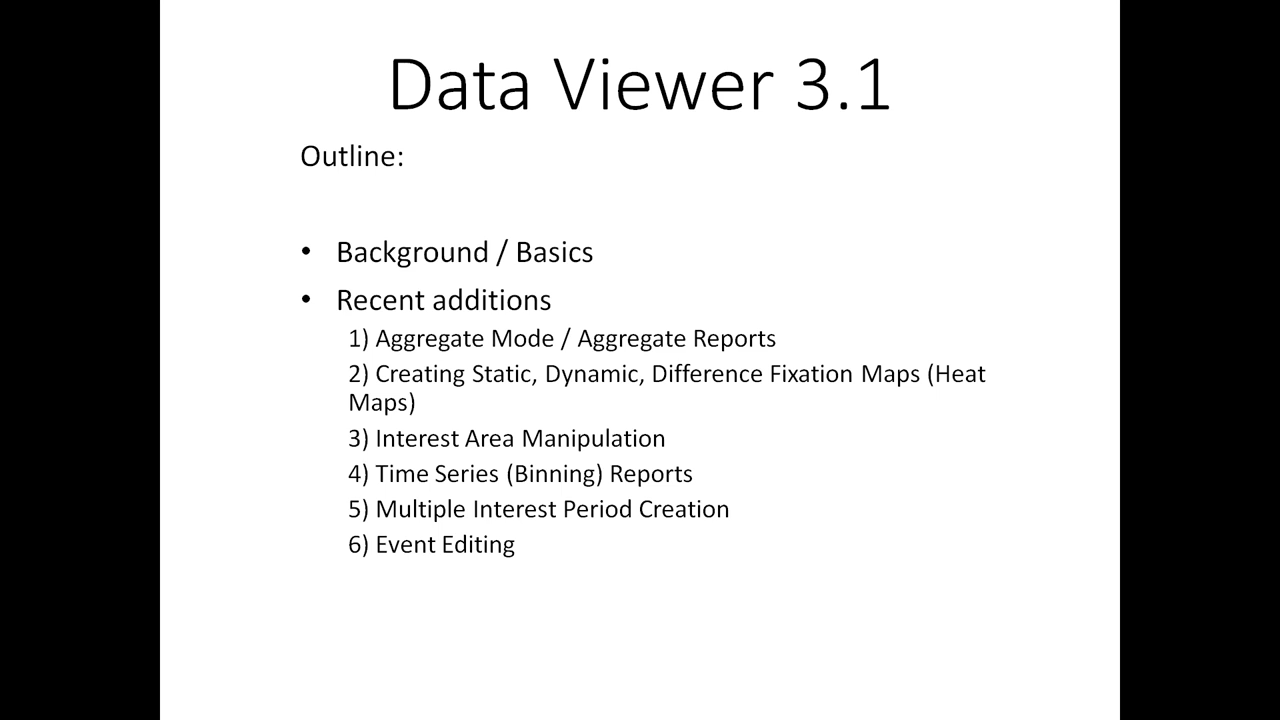 Data Viewer 3.1
Outline:
• Background / Basics
• Recent additions
1) Aggregate Mode / Aggregate Reports
2) Creating Static, Dynamic, Difference Fixation Maps (Heat
Maps)
3) Interest Area Manipulation
4) Time Series (Binning) Reports
5) Multiple Interest Period Creation
6) Event Editing